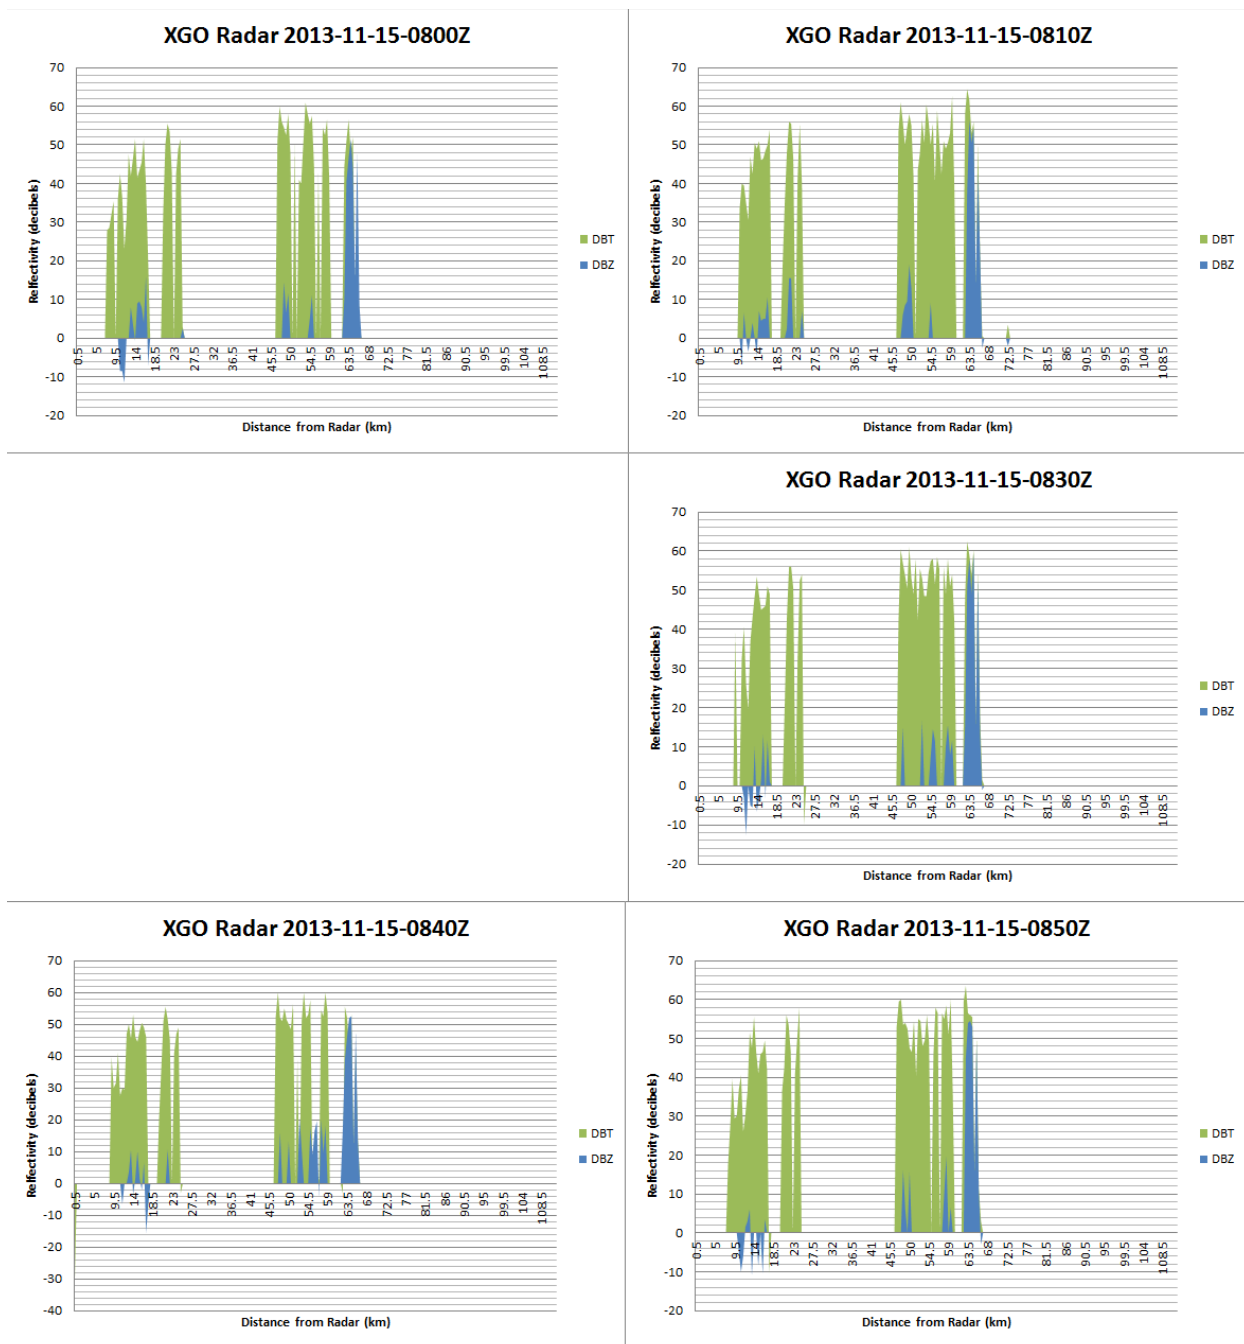 XGO Radar 2013-11-15-0800Z
70
60
50
40
30
20
10
0
-10
-20
Relfectivity (decibels)
0.5 5 9.5 14 18.5 23 27.5 32 36.5 41 45.5 50 54.5 59 63.5 68 72.5 77 81.5 86 90.5 95 99.5 104 108.5
Distance from Radar (km)
DBT
DBZ
XGO Radar 2013-11-15-0810Z
70
60
50
40
30
20
10
0
-10
-20
Relfectivity (decibels)
0.5 5 9.5 14 18.5 23 27.5 32 36.5 41 45.5 50 54.5 59 63.5 68 72.5 77 81.5 86 90.5 95 99.5 104 108.5
Distance from Radar (km)
DBT
DBZ
XGO Radar 2013-11-15-0830Z
70
60
50
40
30
20
10
0
-10
-20
Relfectivity (decibels)
0.5 5 9.5 14 18.5 23 27.5 32 36.5 41 45.5 50 54.5 59 63.5 68 72.5 77 81.5 86 90.5 95 99.5 104 108.5
Distance from Radar (km)
DBT
DBZ
XGO Radar 2013-11-15-0840Z
70
60
50
40
30
20
10
0
-10
-20
-30
-40
Relfectivity (decibels)
0.5 5 9.5 14 18.5 23 27.5 32 36.5 41 45.5 50 54.5 59 63.5 68 72.5 77 81.5 86 90.5 95 99.5 104 108.5
Distance from Radar (km)
DBT
DBZ
XGO Radar 2013-11-15-0850Z
70
60
50
40
30
20
10
0
-10
-20
Relfectivity (decibels)
0.5 5 9.5 14 18.5 23 27.5 32 36.5 41 45.5 50 54.5 59 63.5 68 72.5 77 81.5 86 90.5 95 99.5 104 108.5
Distance from Radar (km)
DBT
DBZ